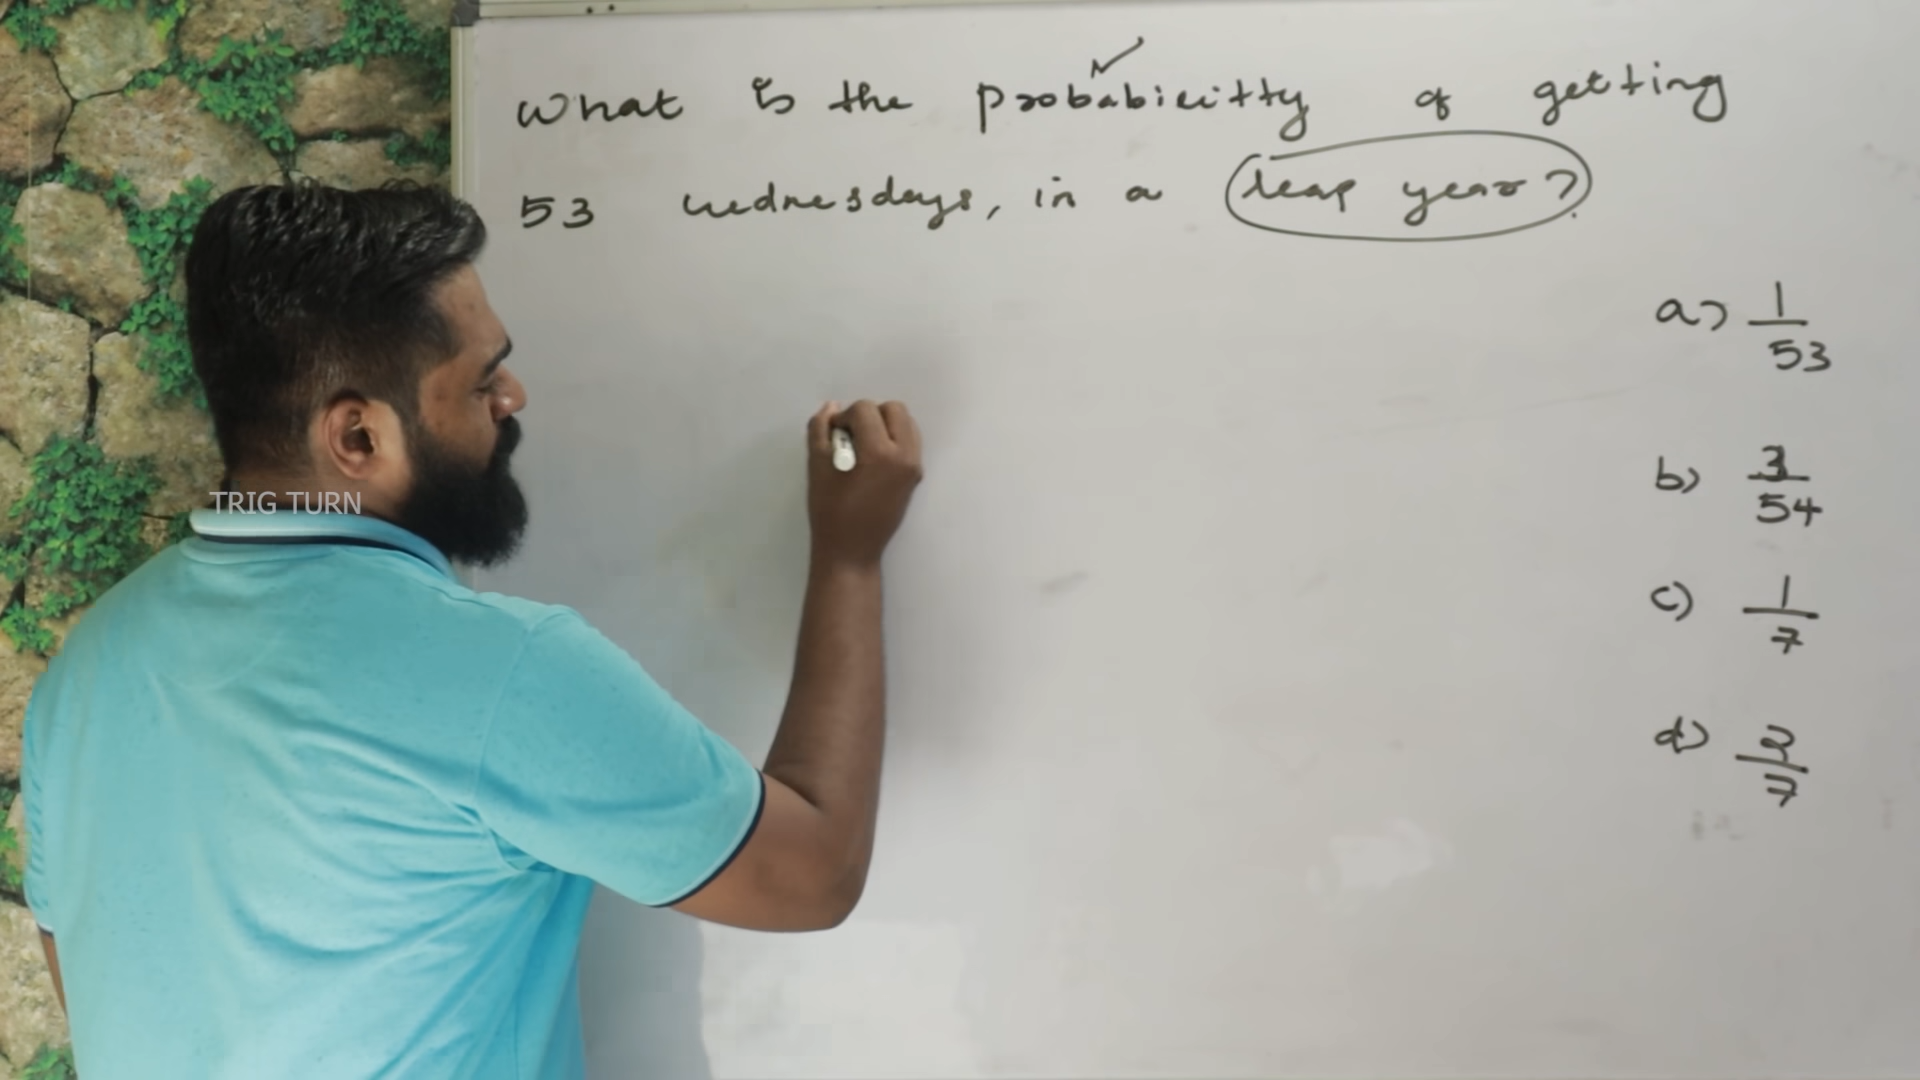 What is the probability of getting
53 wednesdays, in a leap year?
a) 1/53
b) 3/54
c) 1/7
d) 2/7
TRIG TURN